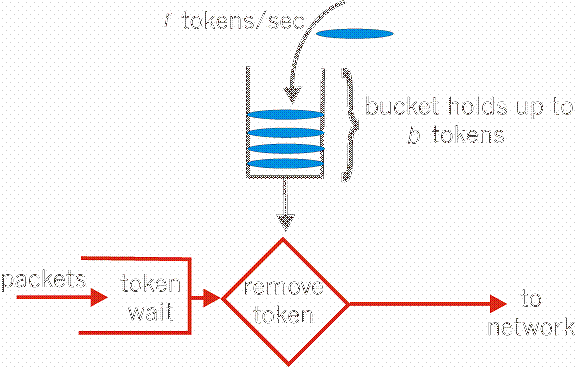 r tokens/sec
bucket holds up to
b tokens
packets
token
wait
remove
token
to
network